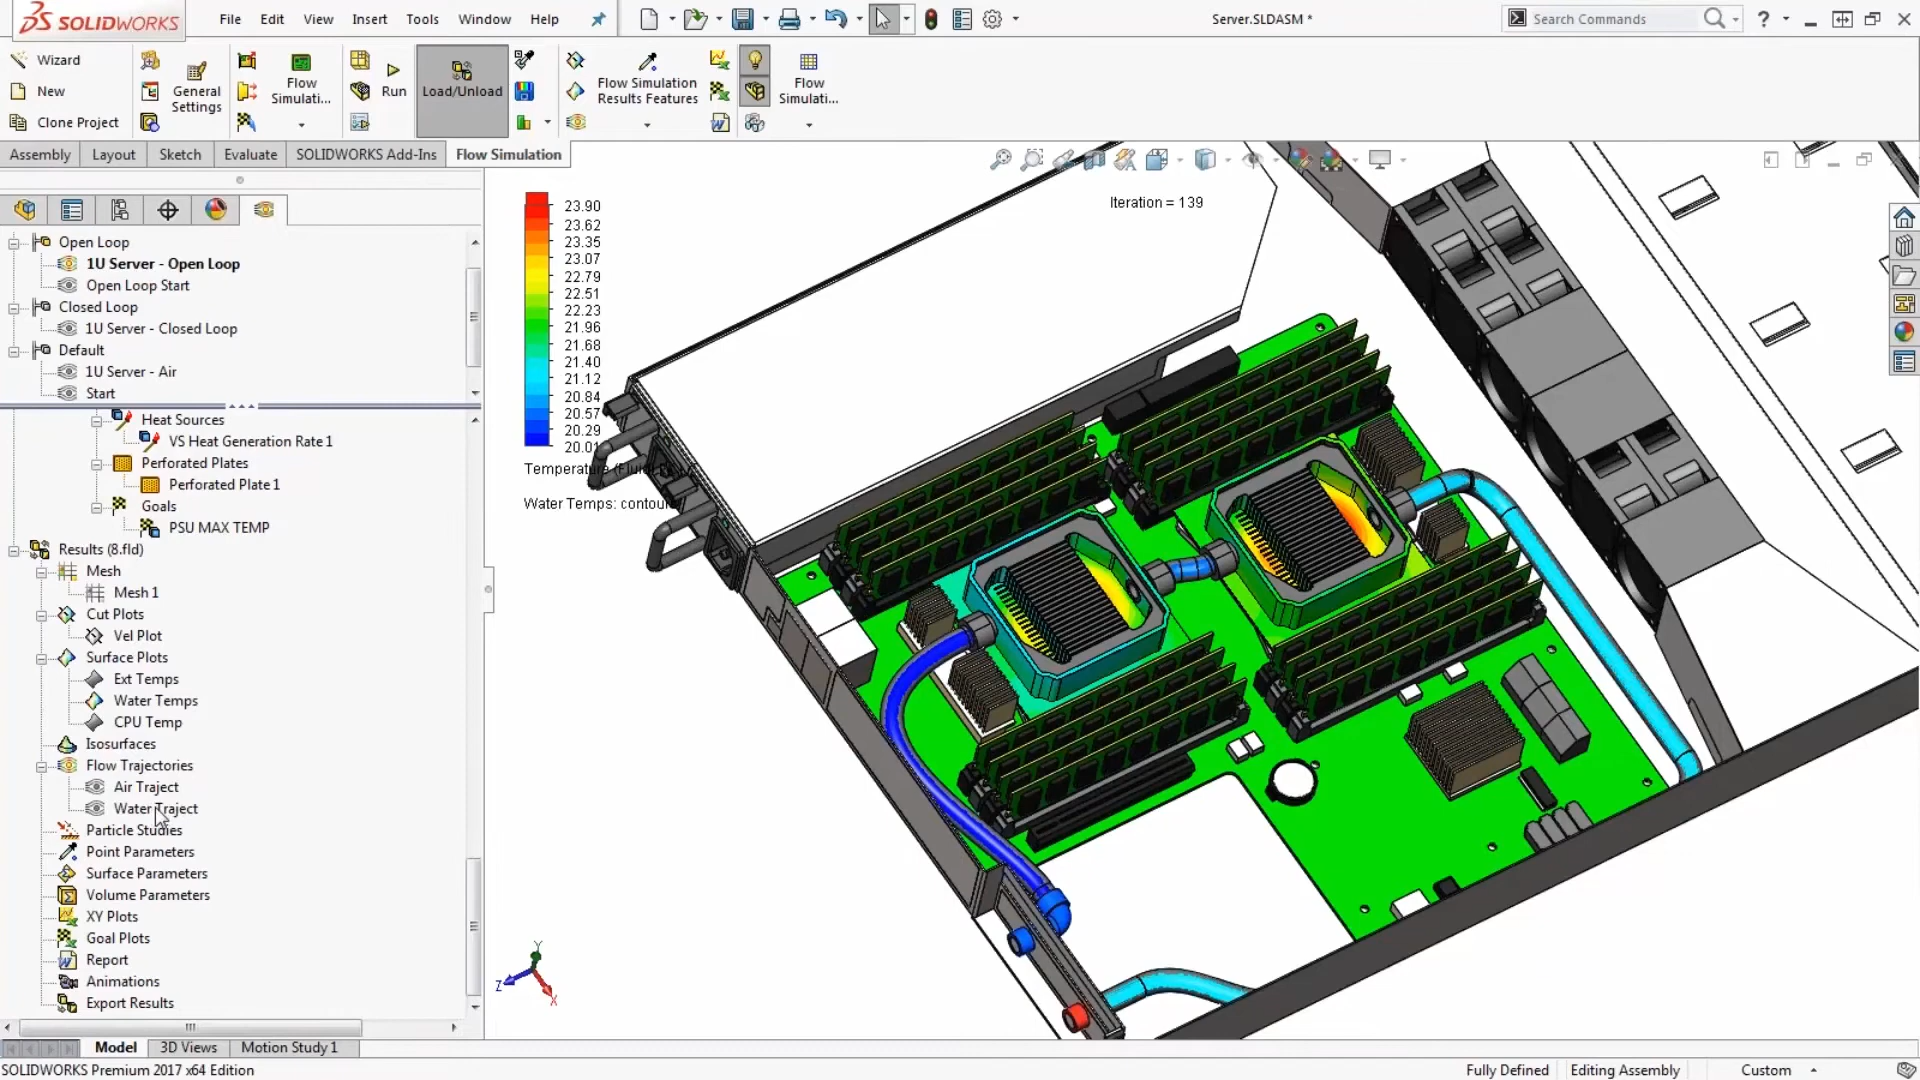 SOLIDWORKS
File Edit View Insert Tools Window Help
Server.SLDASM *
Search Commands
Wizard
New
Clone Project
General Settings
Flow Simulati...
Run
Load/Unload
Flow Simulation Results Features
Flow Simulati...
Assembly Layout Sketch Evaluate SOLIDWORKS Add-Ins Flow Simulation
Open Loop
1U Server - Open Loop
Open Loop Start
Closed Loop
1U Server - Closed Loop
Default
1U Server - Air
Start
Heat Sources
VS Heat Generation Rate 1
Perforated Plates
Perforated Plate 1
Goals
PSU MAX TEMP
Results (8.fld)
Mesh
Mesh 1
Cut Plots
Vel Plot
Surface Plots
Ext Temps
Water Temps
CPU Temp
Isosurfaces
Flow Trajectories
Air Traject
Water Traject
Particle Studies
Point Parameters
Surface Parameters
Volume Parameters
XY Plots
Goal Plots
Report
Animations
Export Results
23.90
23.62
23.35
23.07
22.79
22.51
22.23
21.96
21.68
21.40
21.12
20.84
20.57
20.29
20.01
Temperature (Fluid)
Water Temps: contours
Iteration = 139
Y
Z
X
Model 3D Views Motion Study 1
SOLIDWORKS Premium 2017 x64 Edition
Fully Defined Editing Assembly Custom